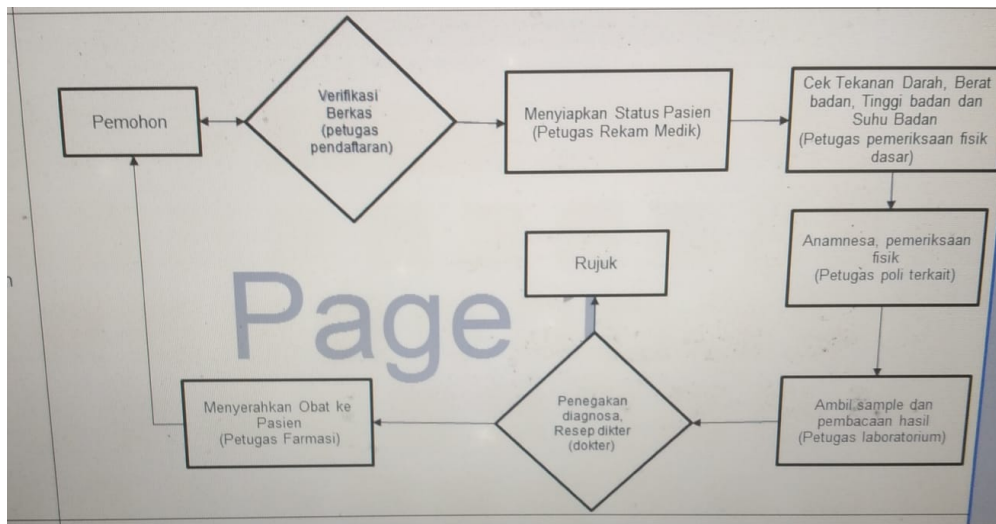 Pemohon
Verifikasi
Berkas
(petugas
pendaftaran)
Menyiapkan Status Pasien
(Petugas Rekam Medik)
Cek Tekanan Darah, Berat
badan, Tinggi badan dan
Suhu Badan
(Petugas pemeriksaan fisik
dasar)
Anamnesa, pemeriksaan
fisik
(Petugas poli terkait)
Rujuk
Page 1
Menyerahkan Obat ke
Pasien
(Petugas Farmasi)
Penegakan
diagnosa,
Resep dikter
(dokter)
Ambil sample dan
pembacaan hasil
(Petugas laboratorium)